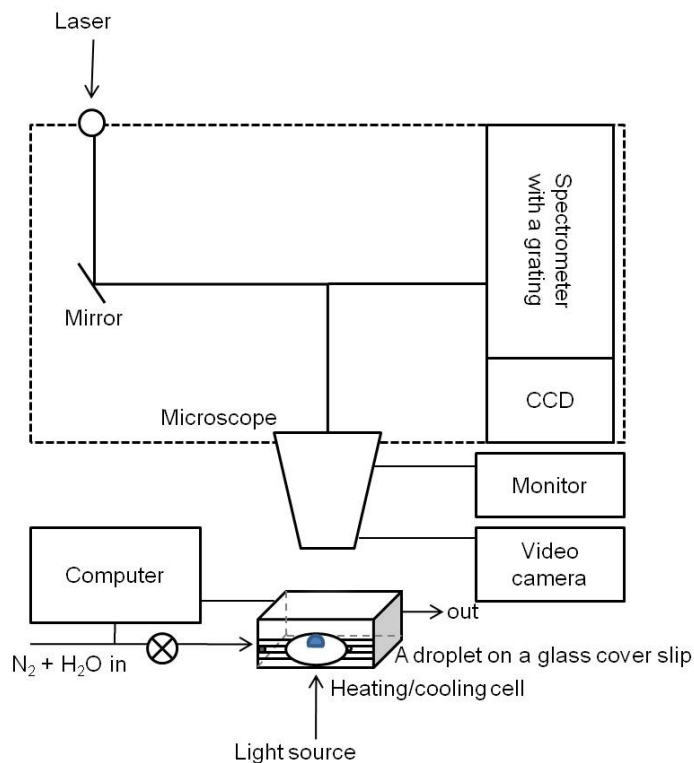 Laser
Spectrometer
with a grating
Mirror
Microscope
CCD
Monitor
Video
camera
Computer
out
N₂ + H₂O in
A droplet on a glass cover slip
Heating/cooling cell
Light source